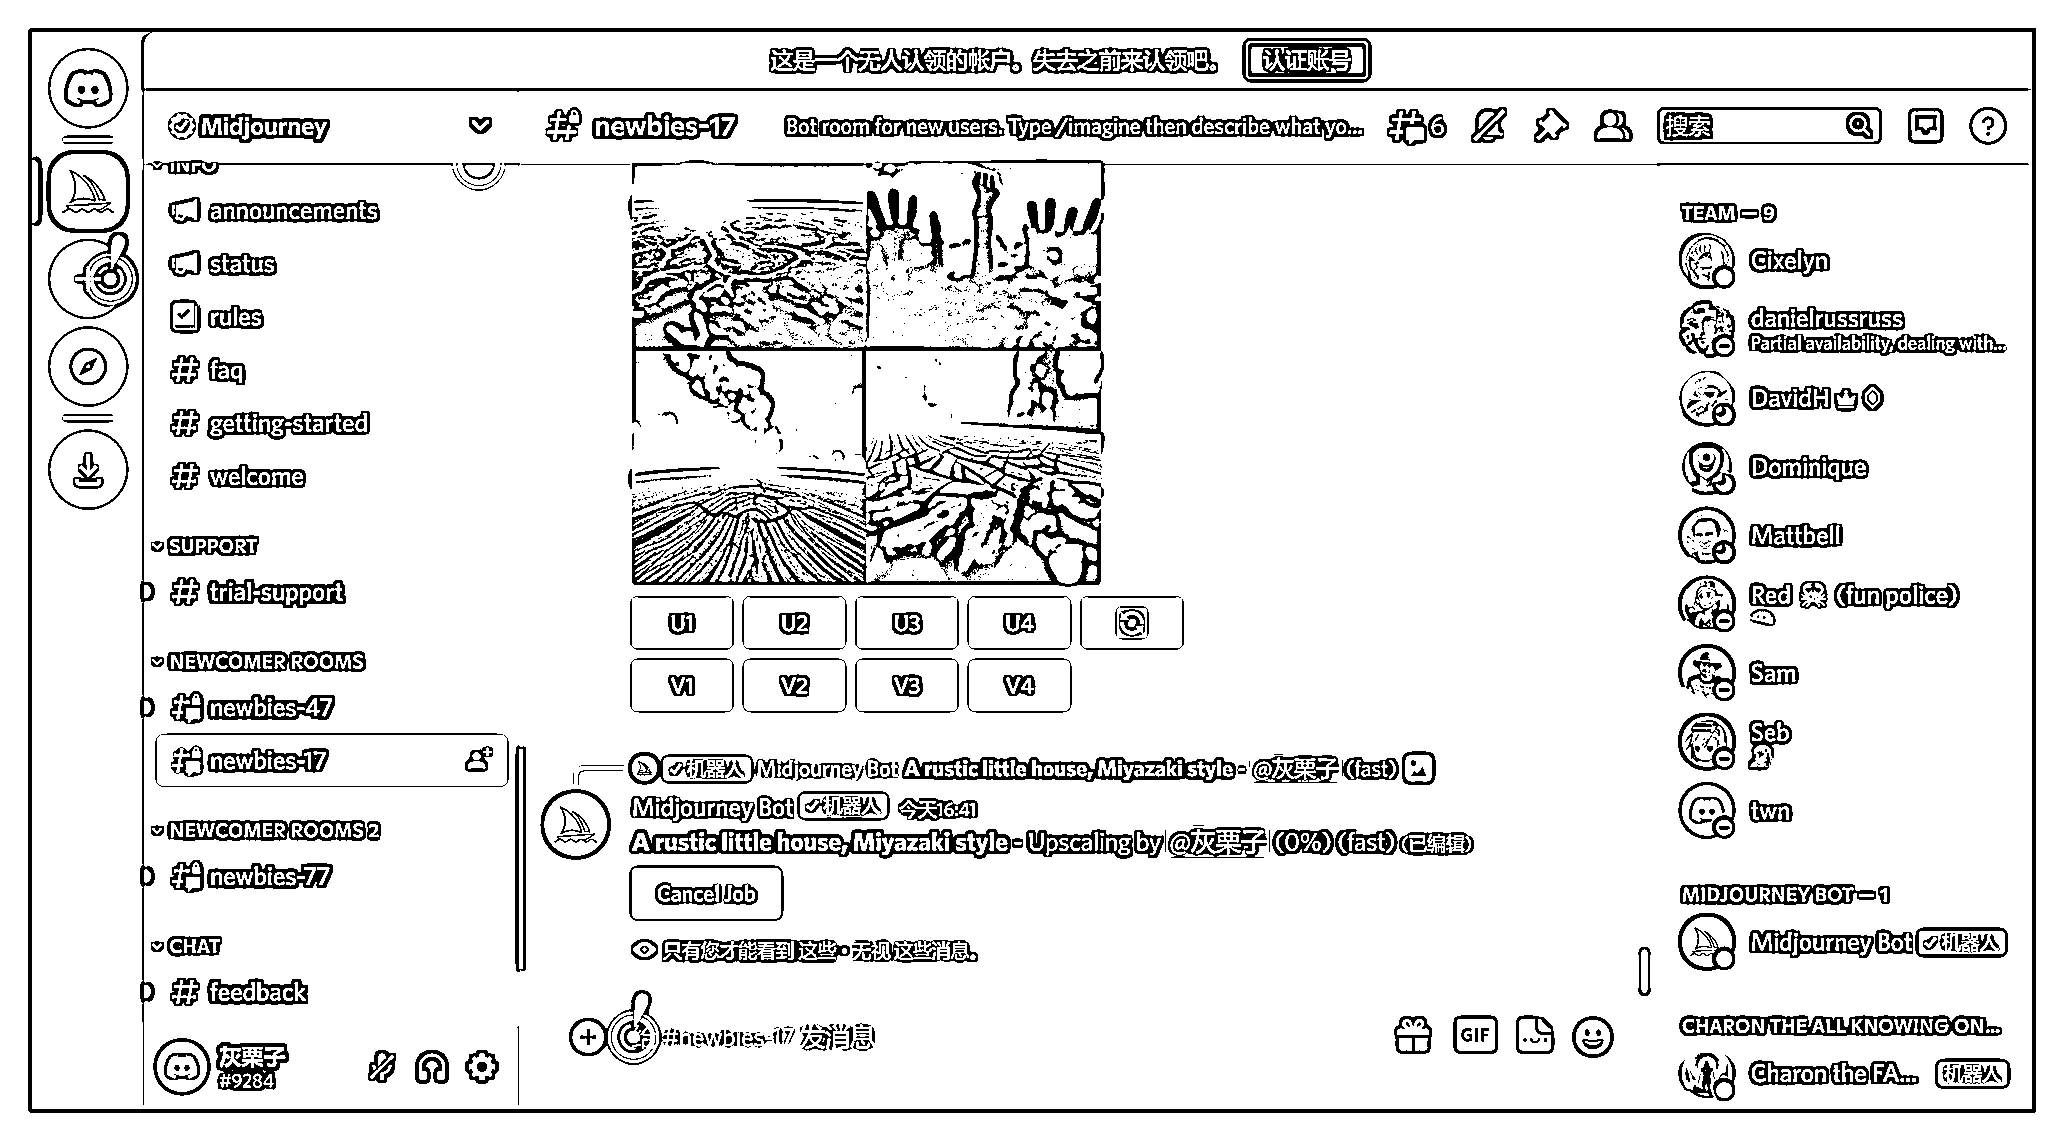 这是一个无人认领的帐户。失去之前来认领吧。 认证账号
Midjourney
newbies-17 Bot room for new users. Type /imagine then describe what yo... 6 搜索
INFO
announcements
status
rules
faq
getting-started
welcome
SUPPORT
trial-support
NEWCOMER ROOMS
newbies-47
newbies-17
NEWCOMER ROOMS 2
newbies-77
CHAT
feedback
灰栗子
#9284
U1 U2 U3 U4
V1 V2 V3 V4
机器人 Midjourney Bot A rustic little house, Miyazaki style - @灰栗子 (fast)
Midjourney Bot 机器人 今天16:41
A rustic little house, Miyazaki style - Upscaling by @灰栗子 (0%) (fast) (已编辑)
Cancel Job
只有您才能看到 这些 • 无视 这些消息。
#newbies-17 发消息
GIF
TEAM — 9
Cixelyn
danielrussruss
Partial availability, dealing with...
DavidH
Dominique
Mattbell
Red (fun police)
Sam
Seb
twn
MIDJOURNEY BOT — 1
Midjourney Bot 机器人
CHARON THE ALL KNOWING ON...
Charon the FA... 机器人